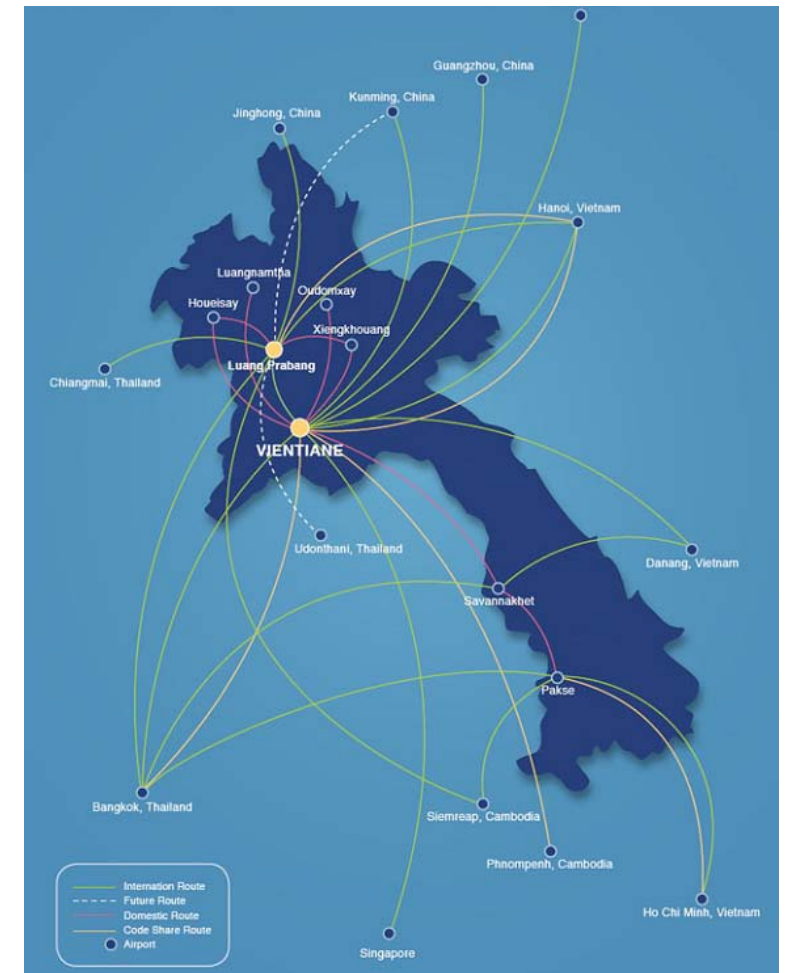 Guangzhou, China
Kunming, China
Jinghong, China
Hanoi, Vietnam
Luangnamtha
Oudomxay
Houeisay
Xiengkhouang
Luang Prabang
Chiangmai, Thailand
VIENTIANE
Udonthani, Thailand
Danang, Vietnam
Savannakhet
Pakse
Bangkok, Thailand
Siemreap, Cambodia
Phnompenh, Cambodia
Ho Chi Minh, Vietnam
Singapore
Internation Route
Future Route
Domestic Route
Code Share Route
Airport